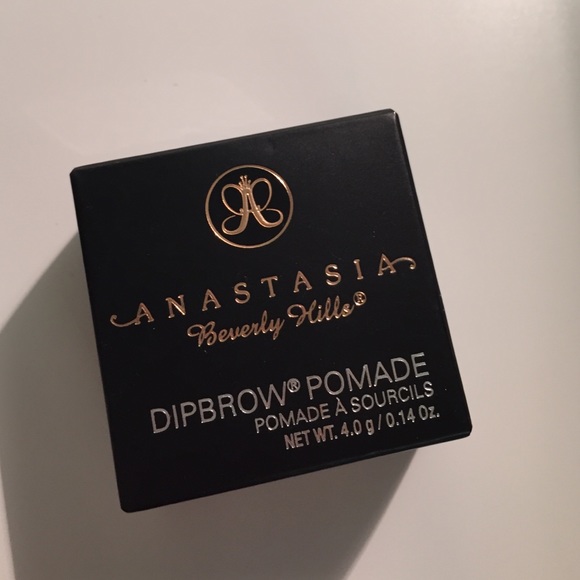 A
ANASTASIA
Beverly Hills®
DIPBROW® POMADE
POMADE À SOURCILS
NET WT. 4.0 g / 0.14 Oz.